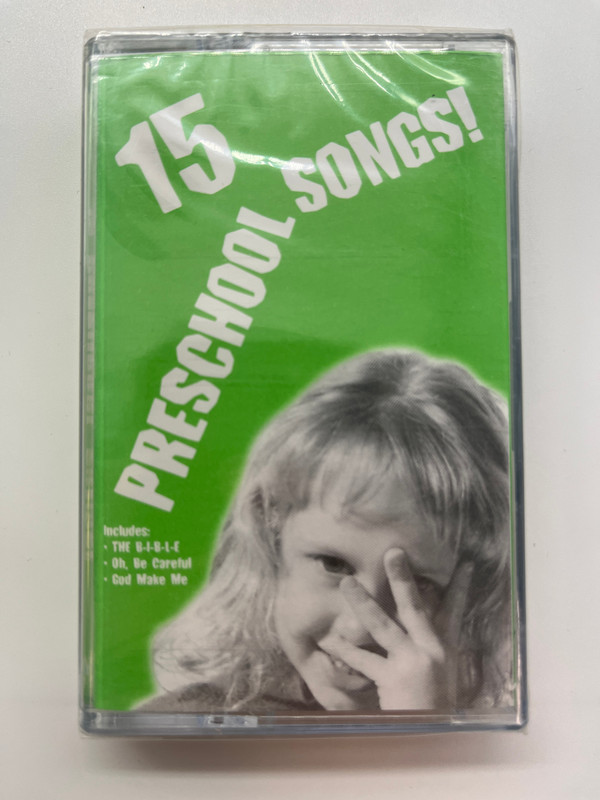 15
PRESCHOOL
SONGS!
Includes:
• THE B-I-B-L-E
• Oh, Be Careful
• God Make Me